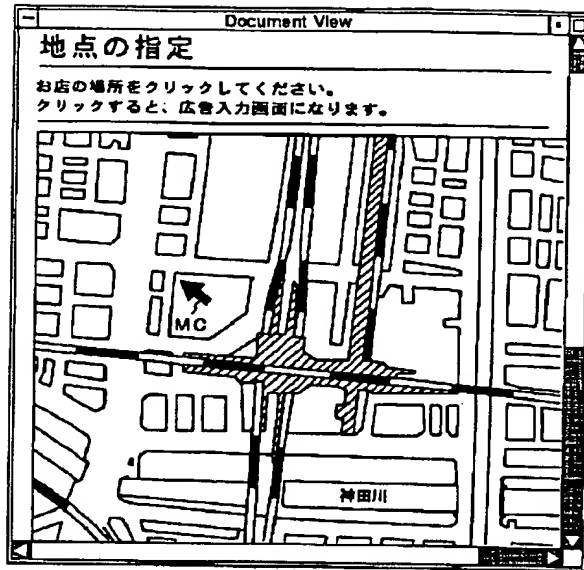 Document View
地点の指定
お店の場所をクリックしてください。
クリックすると、広告入力画面になります。
MC
神田川